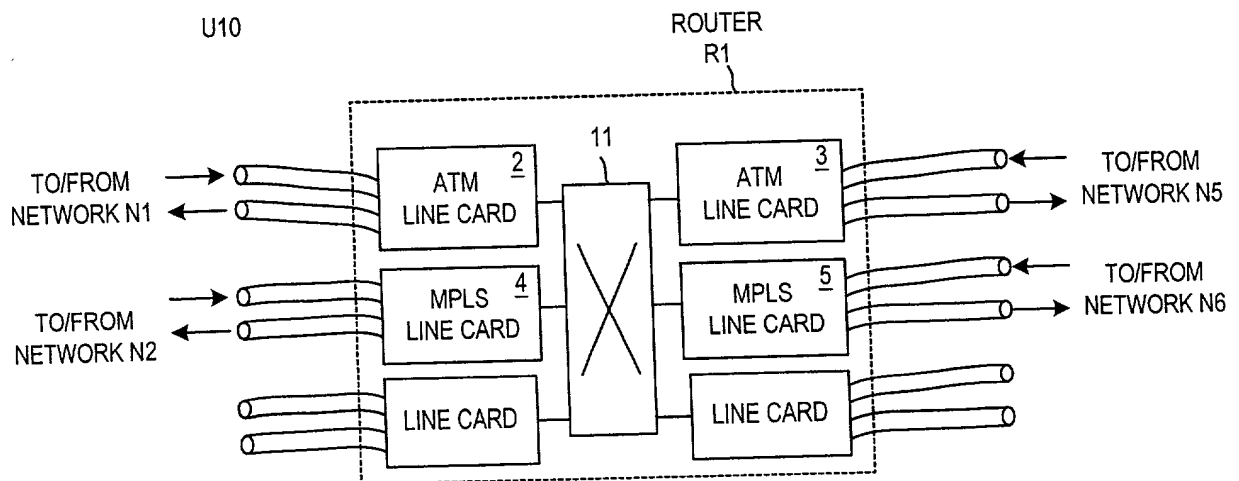 U10
ROUTER
R1
11
2
ATM
LINE CARD
3
ATM
LINE CARD
TO/FROM
NETWORK N1
TO/FROM
NETWORK N5
4
MPLS
LINE CARD
5
MPLS
LINE CARD
TO/FROM
NETWORK N2
TO/FROM
NETWORK N6
LINE CARD
LINE CARD